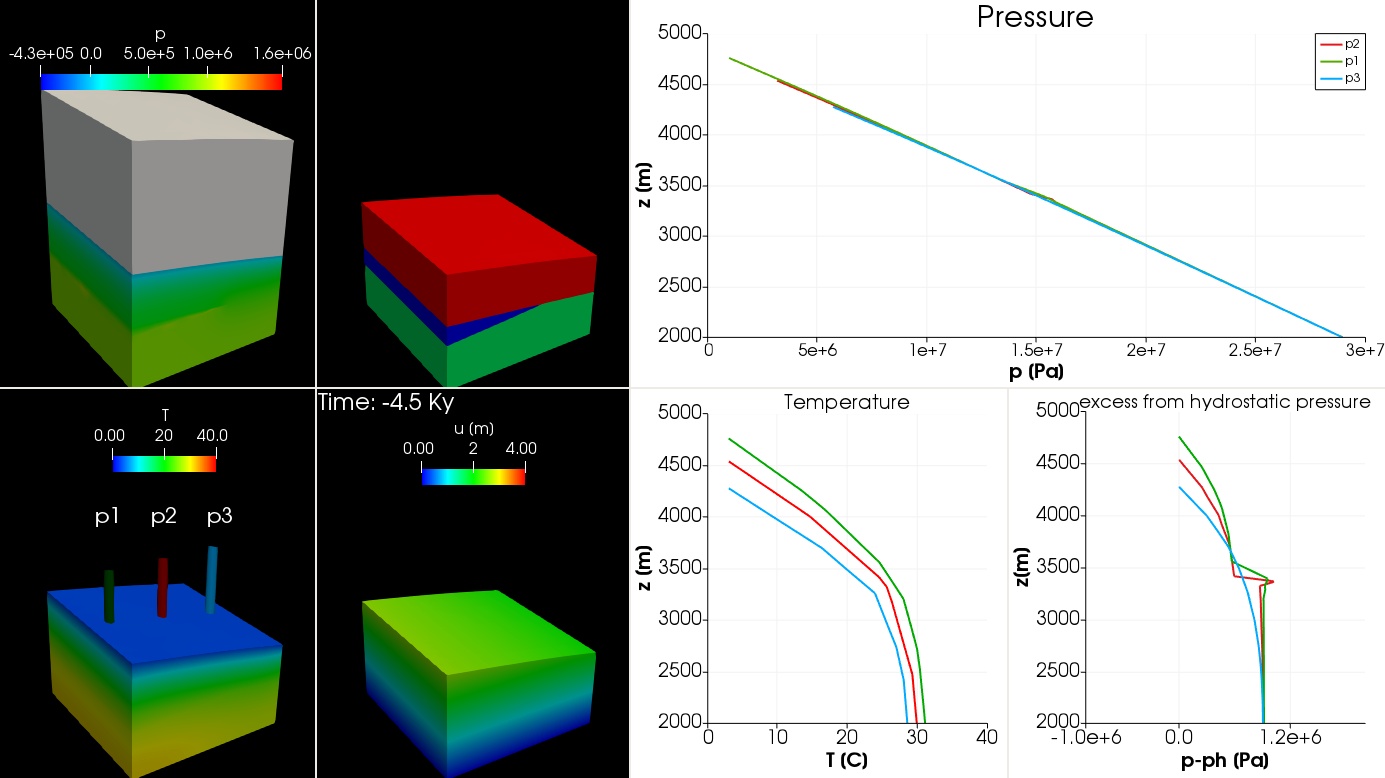 p
-4.3e+05 0.0 5.0e+5 1.0e+6 1.6e+06
Pressure
5000
4500
4000
3500
3000
2500
2000
z (m)
0 5e+6 1e+7 1.5e+7 2e+7 2.5e+7 3e+7
p (Pa)
p2
p1
p3
T
0.00 20 40.0
p1 p2 p3
Time: -4.5 Ky
u (m)
0.00 2 4.00
Temperature
5000
4500
4000
3500
3000
2500
2000
z (m)
0 10 20 30 40
T (C)
excess from hydrostatic pressure
5000
4500
4000
3500
3000
2500
2000
z(m)
-1.0e+6 0.0 1.2e+6
p-ph (Pa)